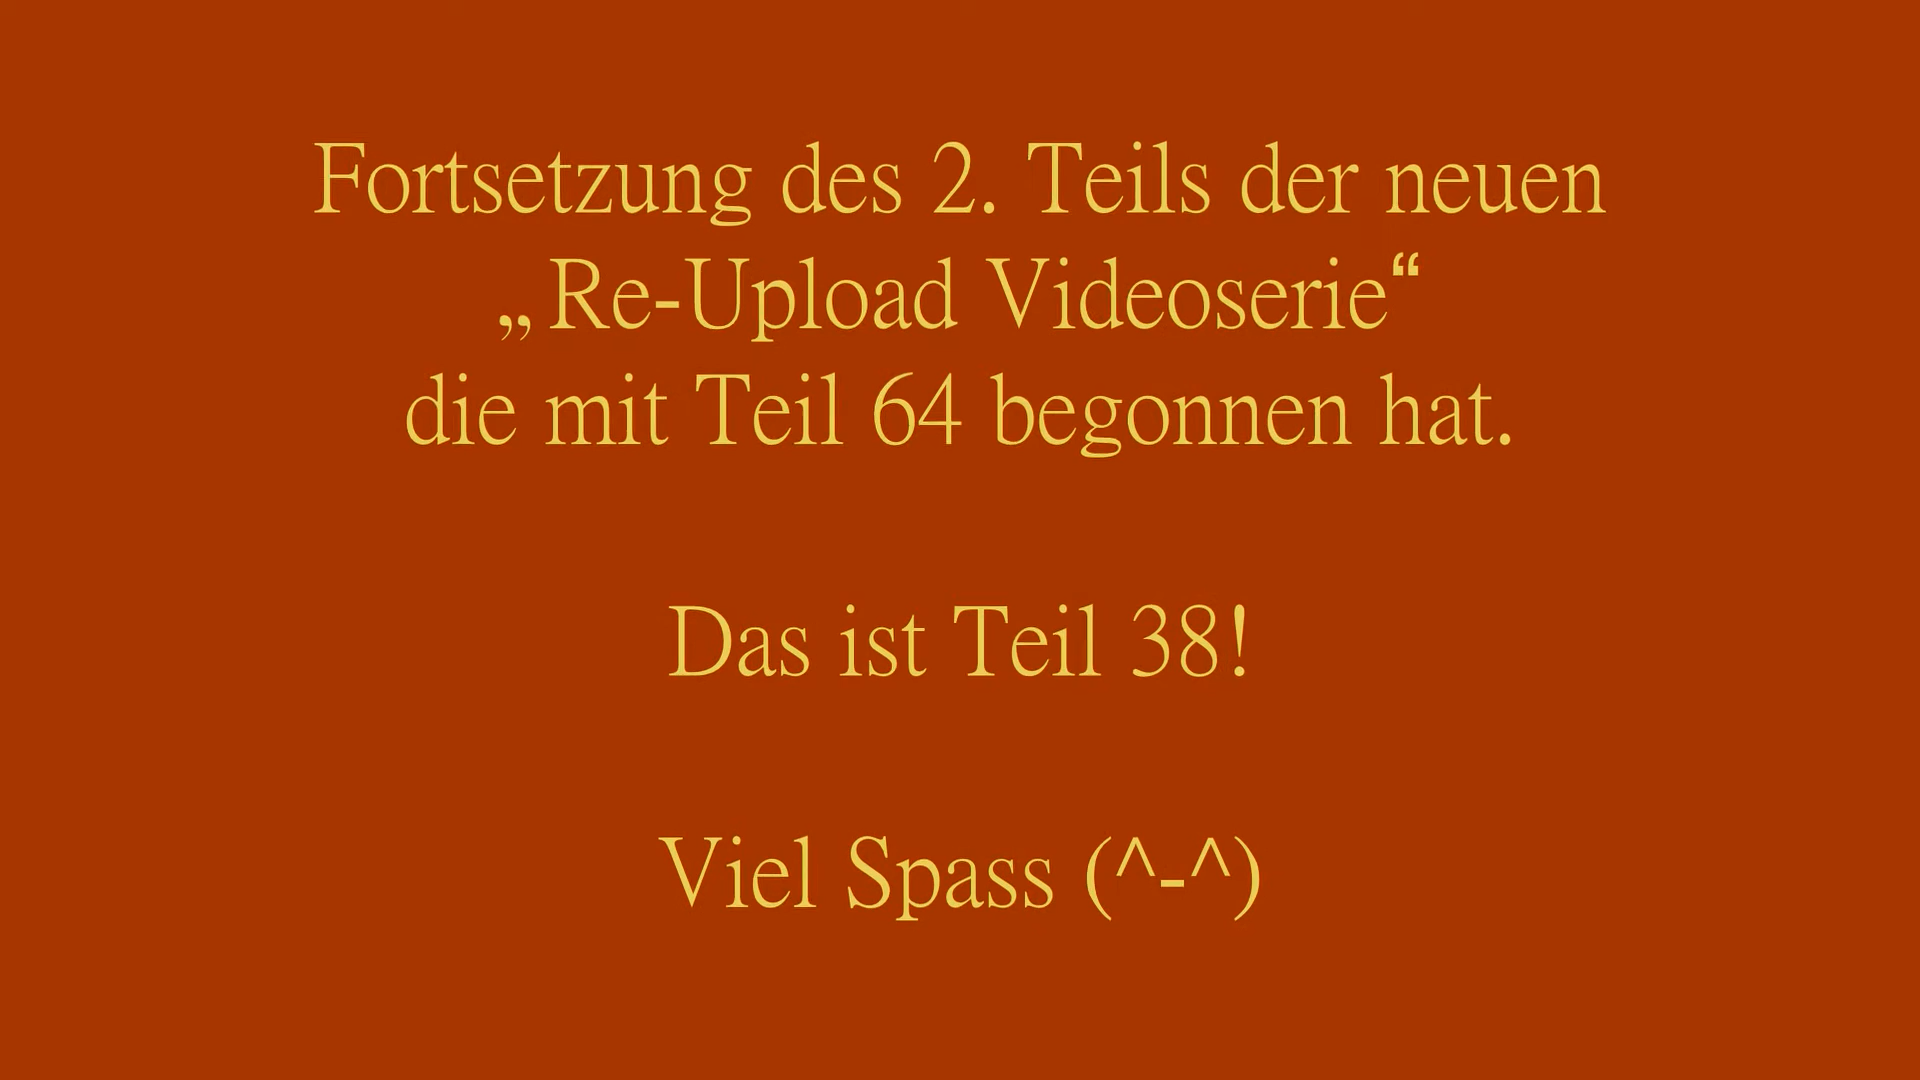 Fortsetzung des 2. Teils der neuen
„Re-Upload Videoserie“
die mit Teil 64 begonnen hat.
Das ist Teil 38!
Viel Spass (^-^)